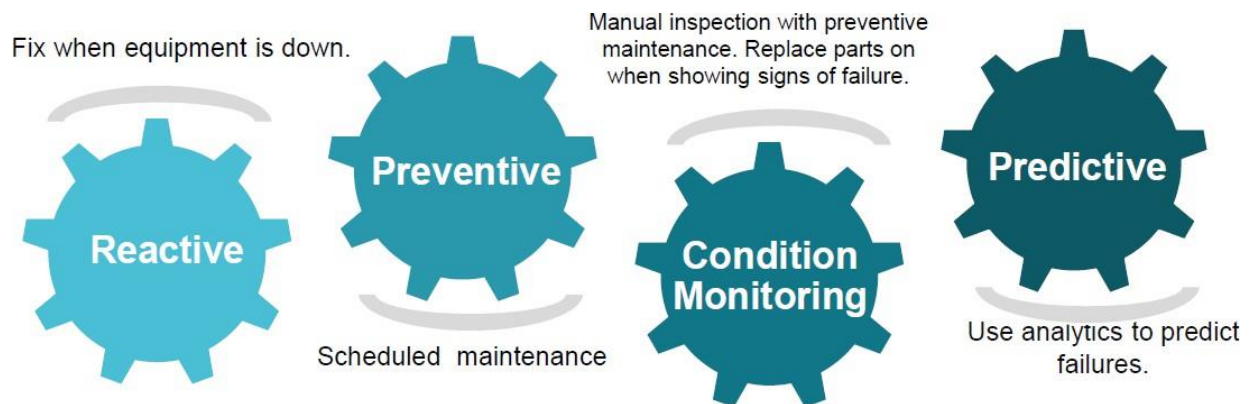 Fix when equipment is down.
Reactive
Preventive
Scheduled maintenance
Manual inspection with preventive
maintenance. Replace parts on
when showing signs of failure.
Condition
Monitoring
Predictive
Use analytics to predict
failures.